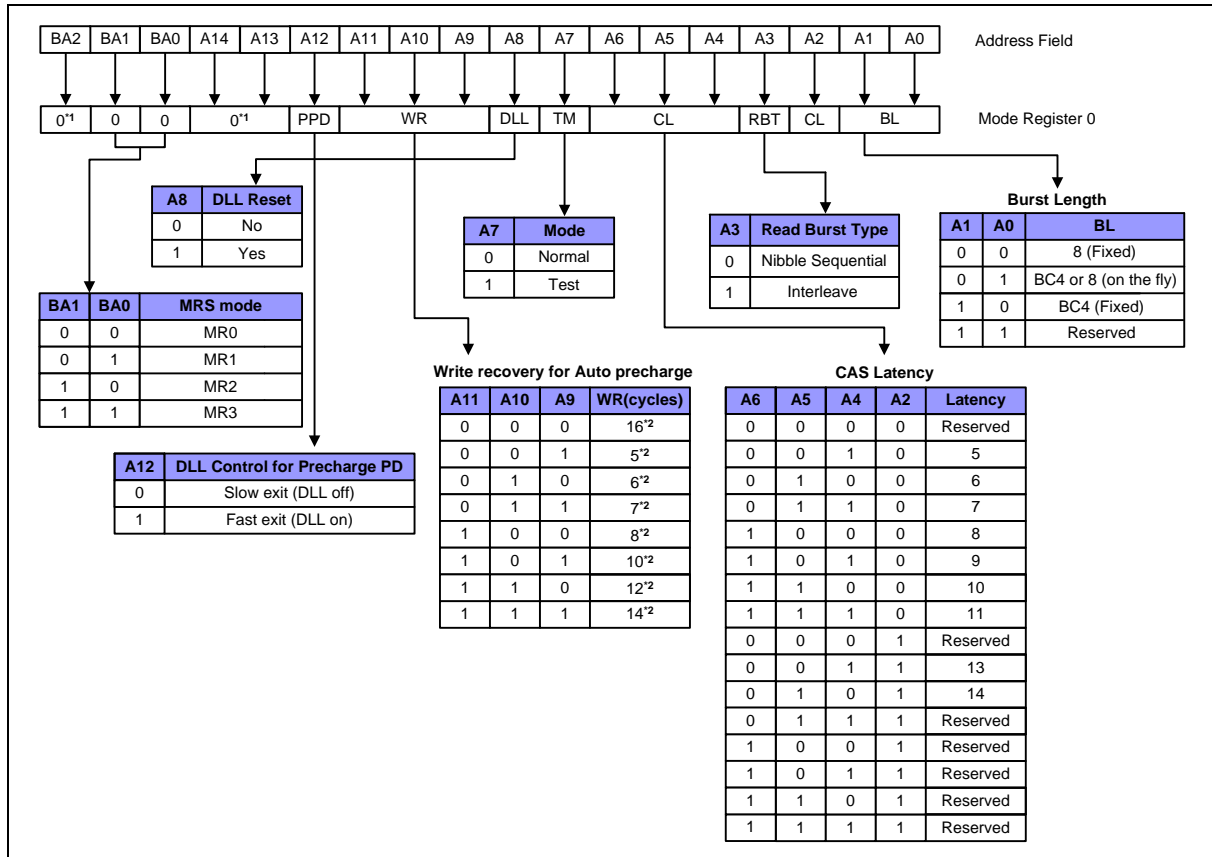 BA2 BA1 BA0 A14 A13 A12 A11 A10 A9 A8 A7 A6 A5 A4 A3 A2 A1 A0 Address Field
0*1 0 0 0*1 PPD WR DLL TM CL RBT CL BL Mode Register 0
A8 DLL Reset
0 No
1 Yes
A7 Mode
0 Normal
1 Test
A3 Read Burst Type
0 Nibble Sequential
1 Interleave
Burst Length
A1 A0 BL
0 0 8 (Fixed)
0 1 BC4 or 8 (on the fly)
1 0 BC4 (Fixed)
1 1 Reserved
BA1 BA0 MRS mode
0 0 MR0
0 1 MR1
1 0 MR2
1 1 MR3
A12 DLL Control for Precharge PD
0 Slow exit (DLL off)
1 Fast exit (DLL on)
Write recovery for Auto precharge
A11 A10 A9 WR(cycles)
0 0 0 16*2
0 0 1 5*2
0 1 0 6*2
0 1 1 7*2
1 0 0 8*2
1 0 1 10*2
1 1 0 12*2
1 1 1 14*2
CAS Latency
A6 A5 A4 A2 Latency
0 0 0 0 Reserved
0 0 1 0 5
0 1 0 0 6
0 1 1 0 7
1 0 0 0 8
1 0 1 0 9
1 1 0 0 10
1 1 1 0 11
0 0 0 1 Reserved
0 0 1 1 13
0 1 0 1 14
0 1 1 1 Reserved
1 0 0 1 Reserved
1 0 1 1 Reserved
1 1 0 1 Reserved
1 1 1 1 Reserved